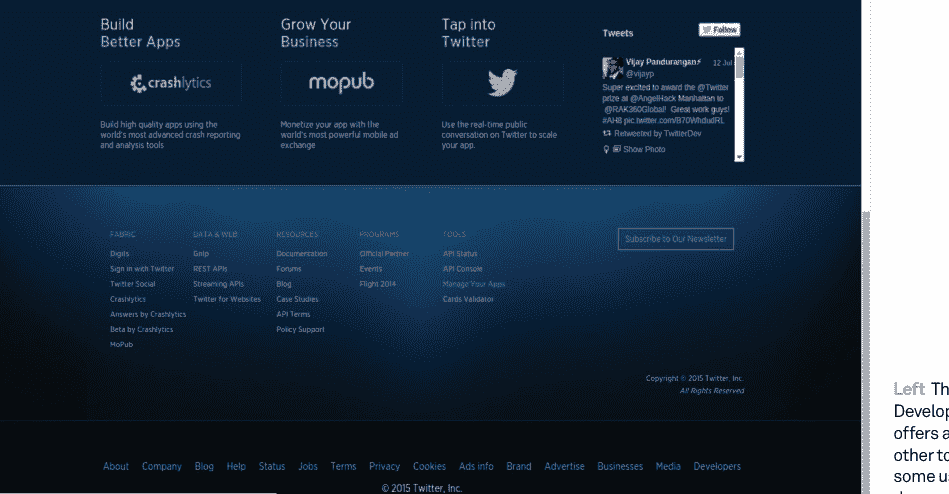 Build
Better Apps
crashlytics
Build high quality apps using the
world's most advanced crash reporting
and analysis tools
Grow Your
Business
mopub
Monetize your app with the
world's most powerful mobile ad
exchange
Tap into
Twitter
Use the real-time public
conversation on Twitter to scale
your app.
Tweets
Follow
Vijay Pandurangan
12 Jul
@vijayp
Super excited to award the @Twitter
prize at @AngelHack Manhattan to
@RAK360Global! Great work guys!
#AH8 pic.twitter.com/B70WhdudRL
Retweeted by TwitterDev
Show Photo
FABRIC
Digits
Sign in with Twitter
Twitter Social
Crashlytics
Answers by Crashlytics
Beta by Crashlytics
MoPub
DATA & WEB
Gnip
REST APIs
Streaming APIs
Twitter for Websites
RESOURCES
Documentation
Forums
Blog
Case Studies
API Terms
Policy Support
PROGRAMS
Official Partner
Events
Flight 2014
TOOLS
API Status
API Console
Manage Your Apps
Cards Validator
Subscribe to Our Newsletter
Copyright © 2015 Twitter, Inc.
All Rights Reserved
About Company Blog Help Status Jobs Terms Privacy Cookies Ads info Brand Advertise Businesses Media Developers
© 2015 Twitter, Inc.
Left Th
Develop
offers a
other to
some u